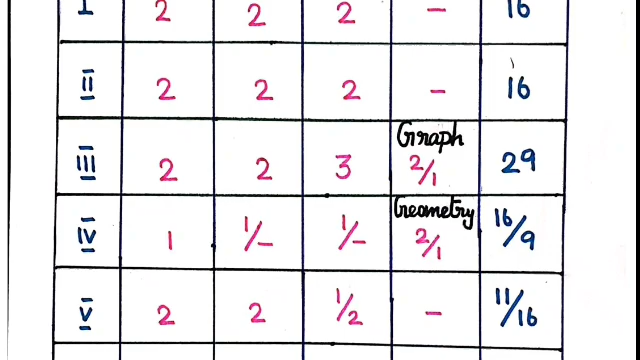 I 2 2 2 - 16
II 2 2 2 - 16
III 2 2 3 Graph 2/1 29
IV 1 1/- 1/- Geometry 2/1 16/9
V 2 2 1/2 - 11/16